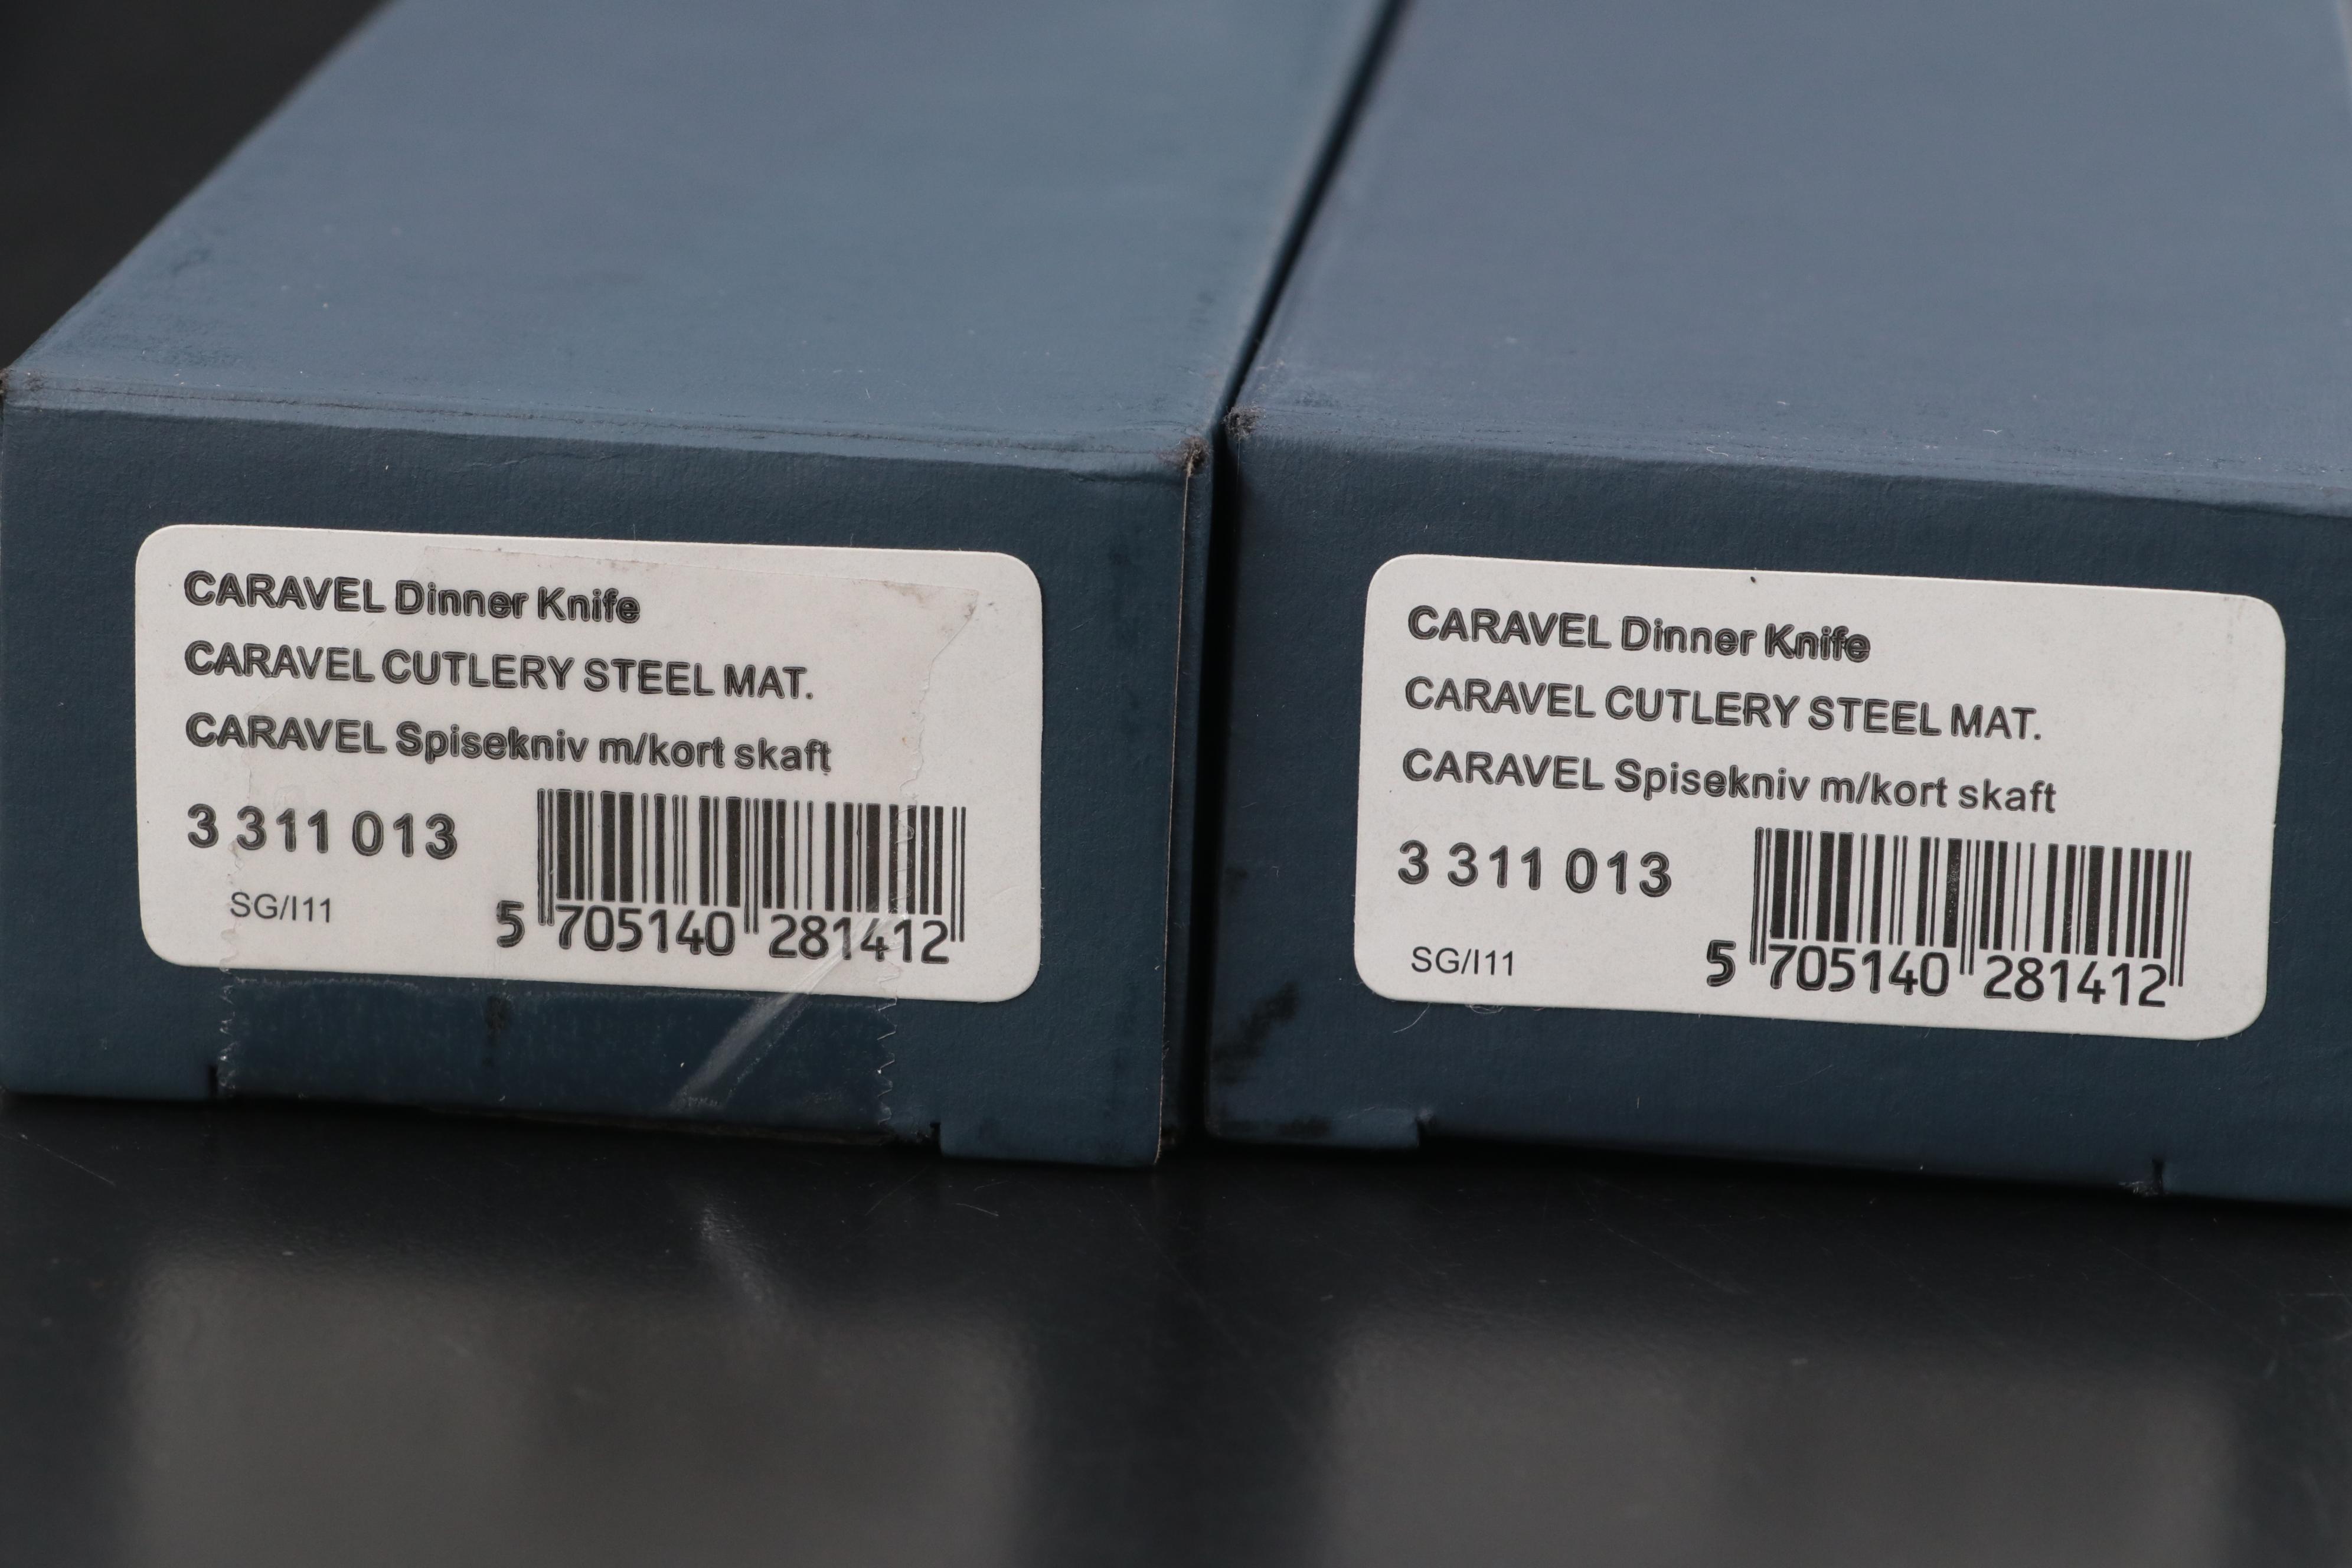 CARAVEL Dinner Knife
CARAVEL CUTLERY STEEL MAT.
CARAVEL Spisekniv m/kort skaft
3 311 013
SG/I11
5 705140 281412
CARAVEL Dinner Knife
CARAVEL CUTLERY STEEL MAT.
CARAVEL Spisekniv m/kort skaft
3 311 013
SG/I11
5 705140 281412